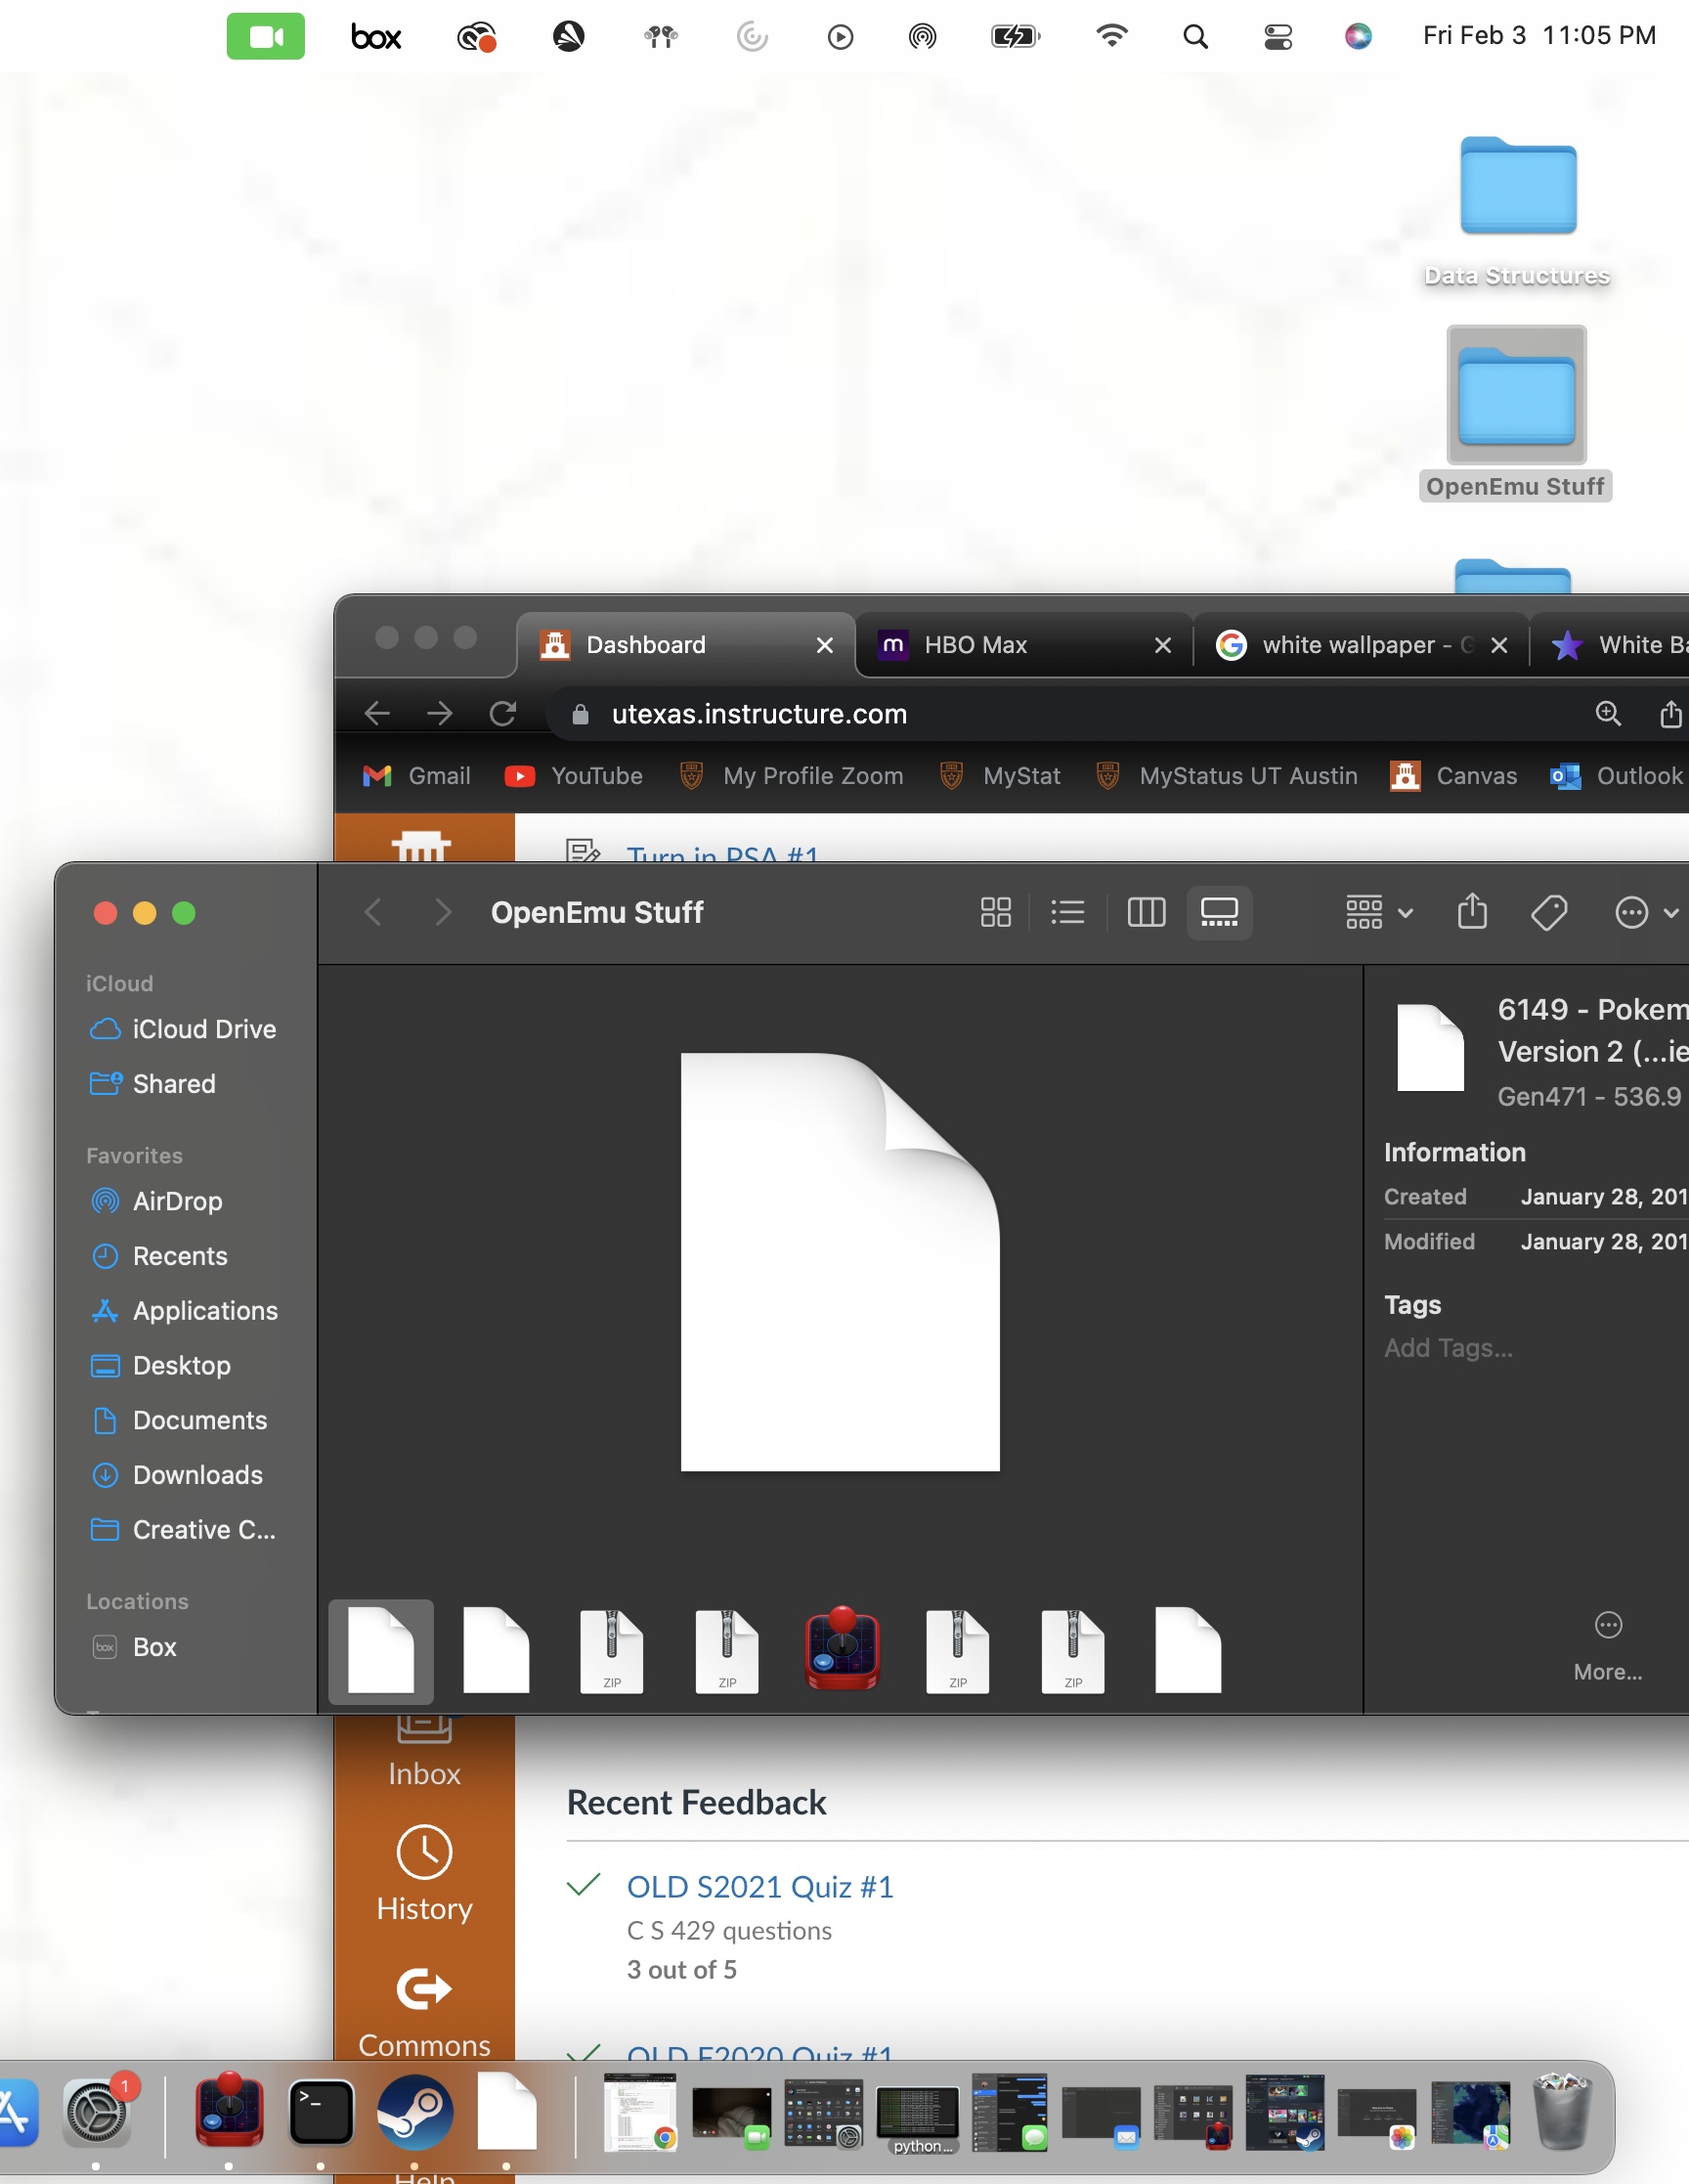 box
Fri Feb 3 11:05 PM
Data Structures
OpenEmu Stuff
Dashboard
HBO Max
white wallpaper - G
White Ba
utexas.instructure.com
Gmail
YouTube
My Profile Zoom
MyStat
MyStatus UT Austin
Canvas
Outlook
Turn in PSA #1
OpenEmu Stuff
iCloud
iCloud Drive
Shared
Favorites
AirDrop
Recents
Applications
Desktop
Documents
Downloads
Creative C...
Locations
box Box
6149 - Pokem
Version 2 (...ie
Gen471 - 536.9
Information
Created January 28, 201
Modified January 28, 201
Tags
Add Tags...
More...
ZIP
ZIP
ZIP
ZIP
Inbox
History
Commons
Help
Recent Feedback
OLD S2021 Quiz #1
C S 429 questions
3 out of 5
OLD F2020 Quiz #1
1
>_
python...